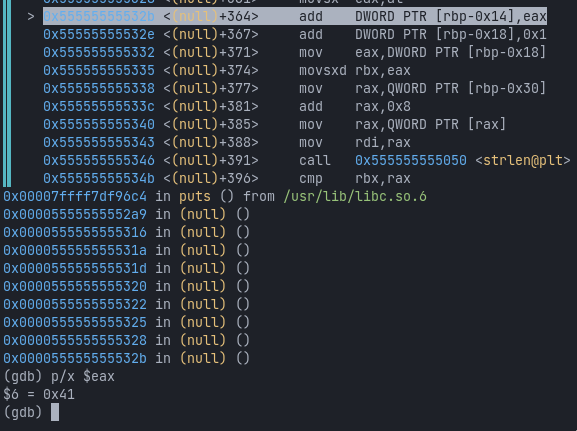 > 0x55555555532b <(null)+364> add DWORD PTR [rbp-0x14],eax
0x55555555532e <(null)+367> add DWORD PTR [rbp-0x18],0x1
0x555555555332 <(null)+371> mov eax,DWORD PTR [rbp-0x18]
0x555555555335 <(null)+374> movsxd rbx,eax
0x555555555338 <(null)+377> mov rax,QWORD PTR [rbp-0x30]
0x55555555533c <(null)+381> add rax,0x8
0x555555555340 <(null)+385> mov rax,QWORD PTR [rax]
0x555555555343 <(null)+388> mov rdi,rax
0x555555555346 <(null)+391> call 0x555555555050 <strlen@plt>
0x55555555534b <(null)+396> cmp rbx,rax
0x00007ffff7df96c4 in puts () from /usr/lib/libc.so.6
0x00005555555552a9 in (null) ()
0x0000555555555316 in (null) ()
0x000055555555531a in (null) ()
0x000055555555531d in (null) ()
0x0000555555555320 in (null) ()
0x0000555555555322 in (null) ()
0x0000555555555325 in (null) ()
0x0000555555555328 in (null) ()
0x000055555555532b in (null) ()
(gdb) p/x $eax
$6 = 0x41
(gdb)